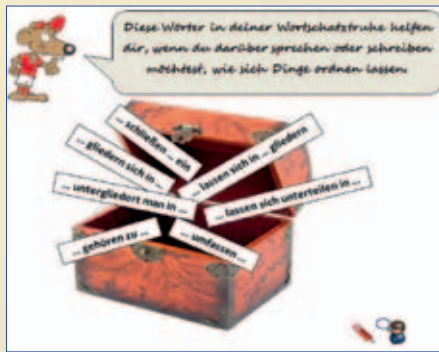 Diese Wörter in deiner Wortschatztruhe helfen
dir, wenn du darüber sprechen oder schreiben
möchtest, wie sich Dinge ordnen lassen.
... schließen ... ein
... gliedern sich in ...
... lassen sich in ... gliedern
... untergliedert man in ...
... lassen sich unterteilen in ...
... gehören zu ...
... umfassen ...